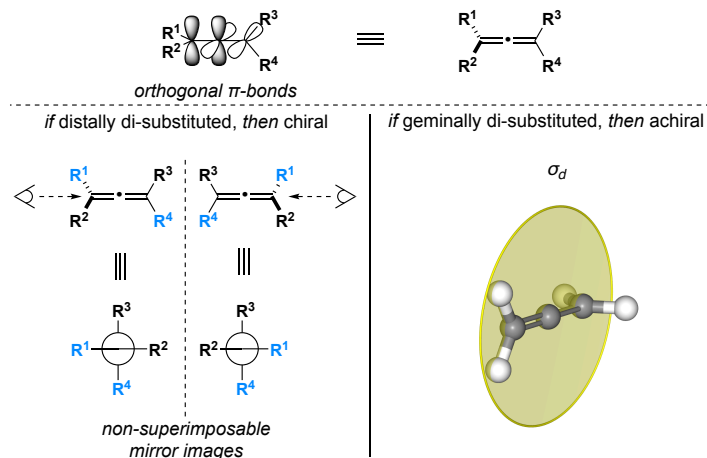 R¹ R³ R¹ R³
R² R⁴ R² R⁴
orthogonal π-bonds
if distally di-substituted, then chiral
if geminally di-substituted, then achiral
R¹ R³ R³ R¹
R² R⁴ R⁴ R²
R³ R³
R¹ R² R² R¹
R⁴ R⁴
non-superimposable
mirror images
σd